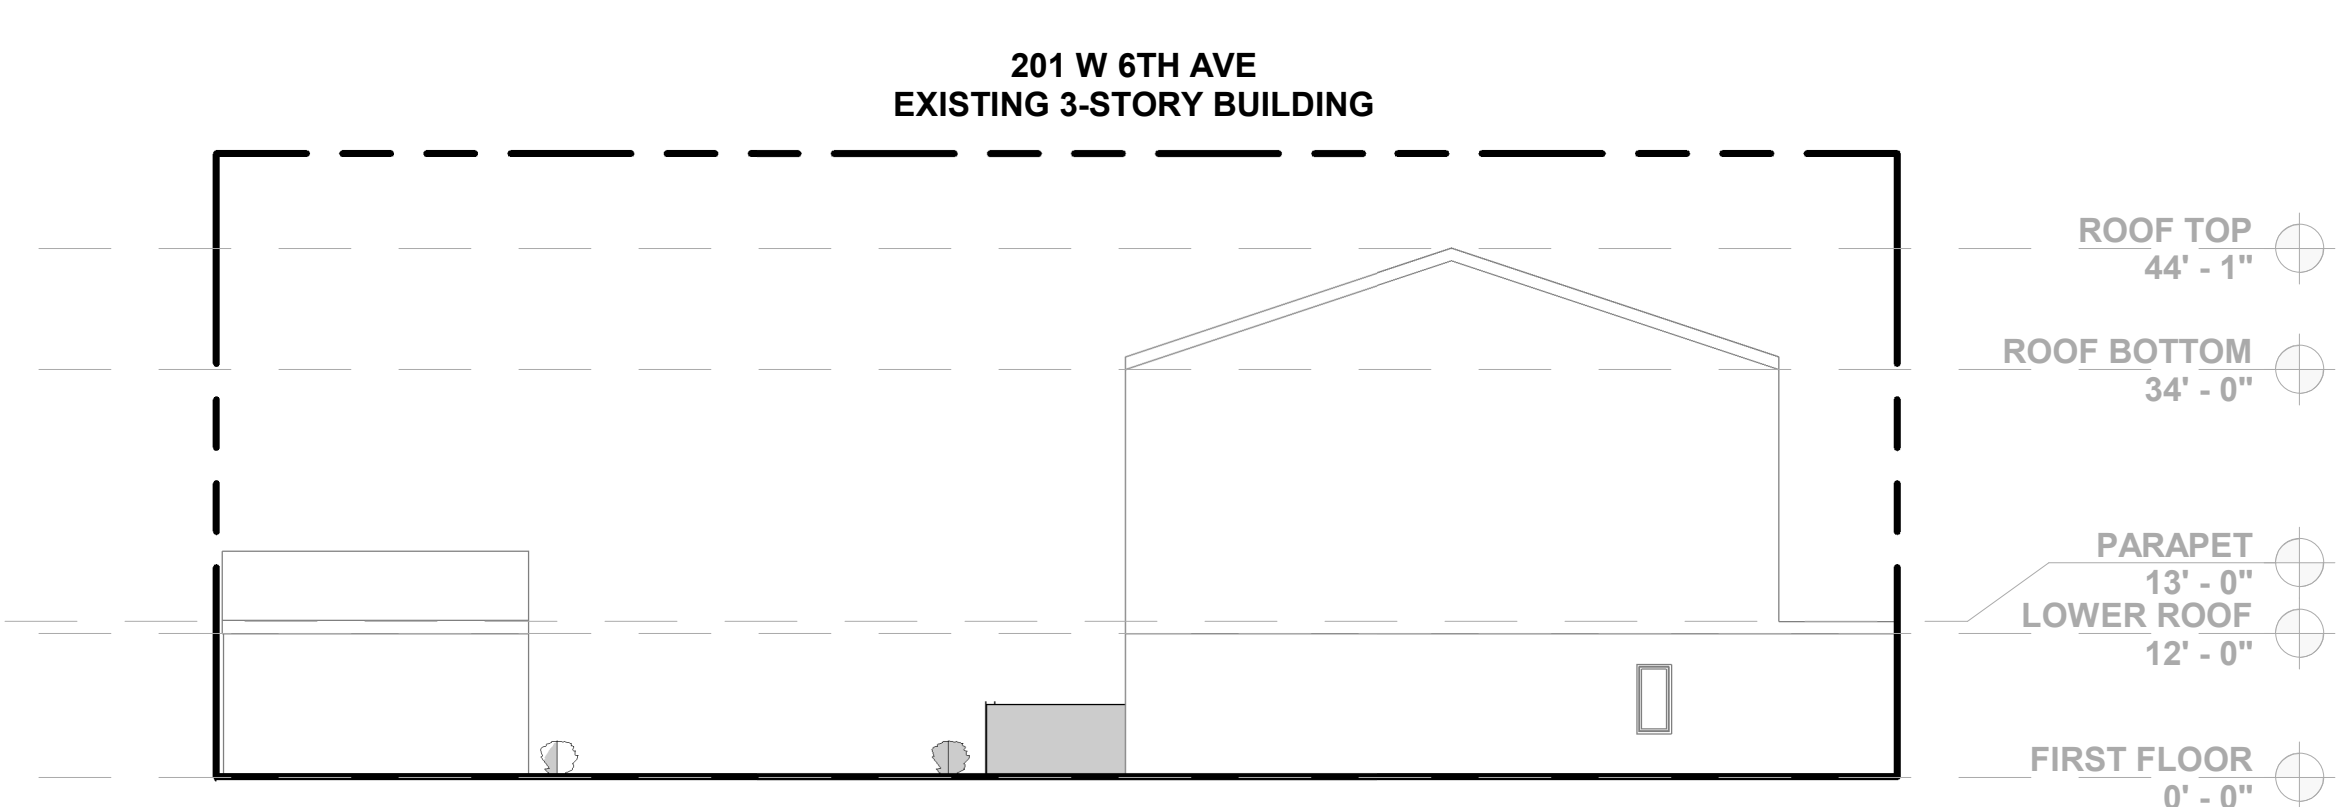 201 W 6TH AVE
EXISTING 3-STORY BUILDING
ROOF TOP
44' - 1"
ROOF BOTTOM
34' - 0"
PARAPET
13' - 0"
LOWER ROOF
12' - 0"
FIRST FLOOR
0' - 0"